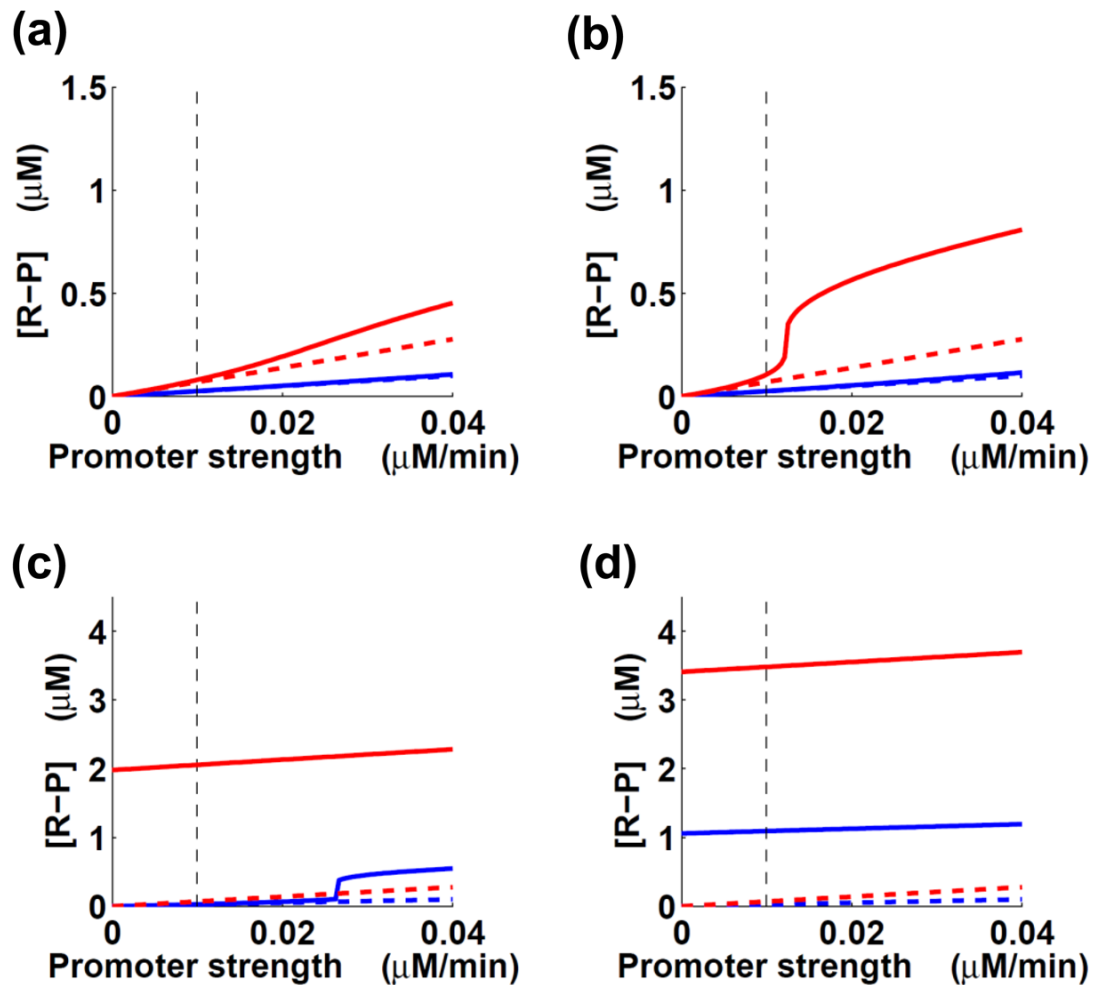 (a)
(b)
1.5
1
0.5
0
[R−P] (μM)
0 0.02 0.04
Promoter strength (μM/min)
1.5
1
0.5
0
[R−P] (μM)
0 0.02 0.04
Promoter strength (μM/min)
(c)
(d)
4
3
2
1
0
[R−P] (μM)
0 0.02 0.04
Promoter strength (μM/min)
4
3
2
1
0
[R−P] (μM)
0 0.02 0.04
Promoter strength (μM/min)